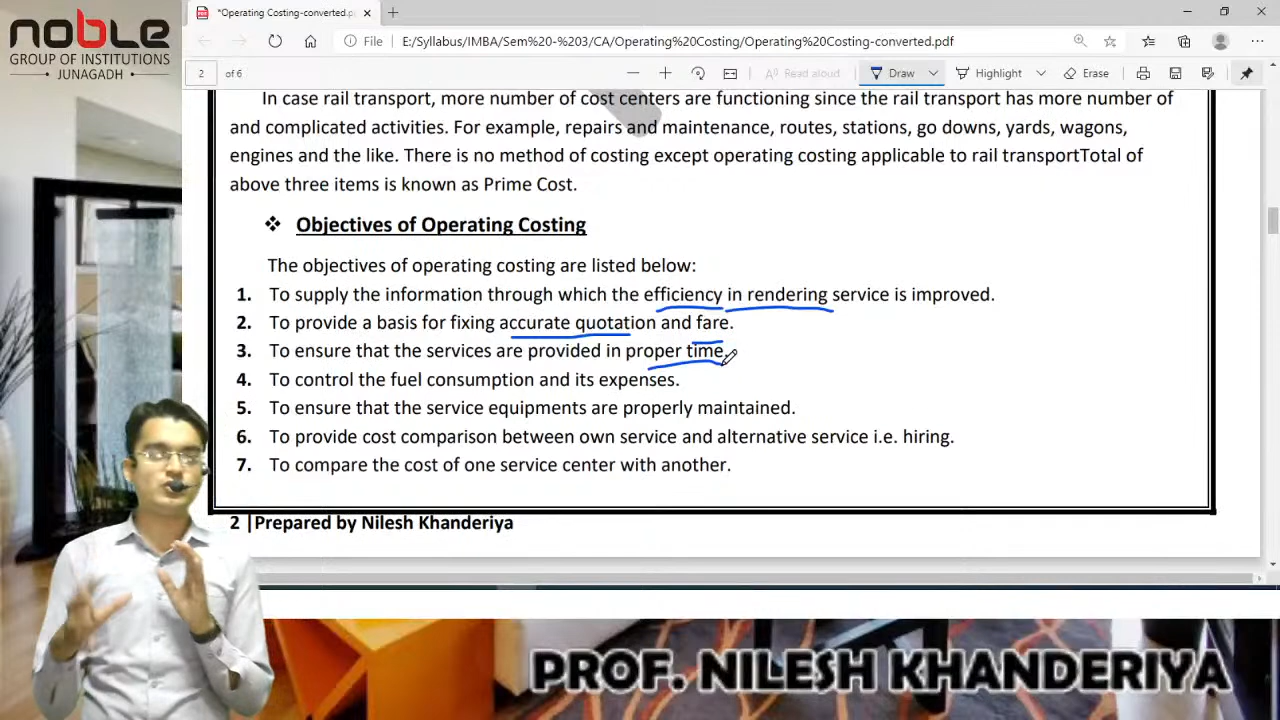 noble
GROUP OF INSTITUTIONS
JUNAGADH
*Operating Costing-converted.p
File
E:/Syllabus/IMBA/Sem%20-%203/CA/Operating%20Costing/Operating%20Costing-converted.pdf
2 of 6
Read aloud
Draw
Highlight
Erase
In case rail transport, more number of cost centers are functioning since the rail transport has more number of
and complicated activities. For example, repairs and maintenance, routes, stations, go downs, yards, wagons,
engines and the like. There is no method of costing except operating costing applicable to rail transportTotal of
above three items is known as Prime Cost.
❖ Objectives of Operating Costing
The objectives of operating costing are listed below:
1. To supply the information through which the efficiency in rendering service is improved.
2. To provide a basis for fixing accurate quotation and fare.
3. To ensure that the services are provided in proper time.
4. To control the fuel consumption and its expenses.
5. To ensure that the service equipments are properly maintained.
6. To provide cost comparison between own service and alternative service i.e. hiring.
7. To compare the cost of one service center with another.
2 |Prepared by Nilesh Khanderiya
PROF. NILESH KHANDERIYA